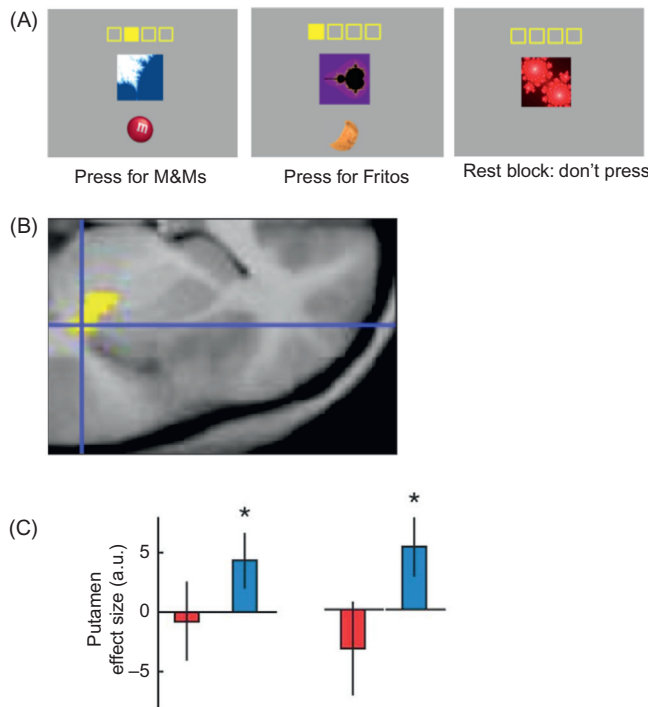 (A)
m
Press for M&Ms
Press for Fritos
Rest block: don't press
(B)
(C)
Putamen
effect size (a.u.)
*
*
5
0
–5